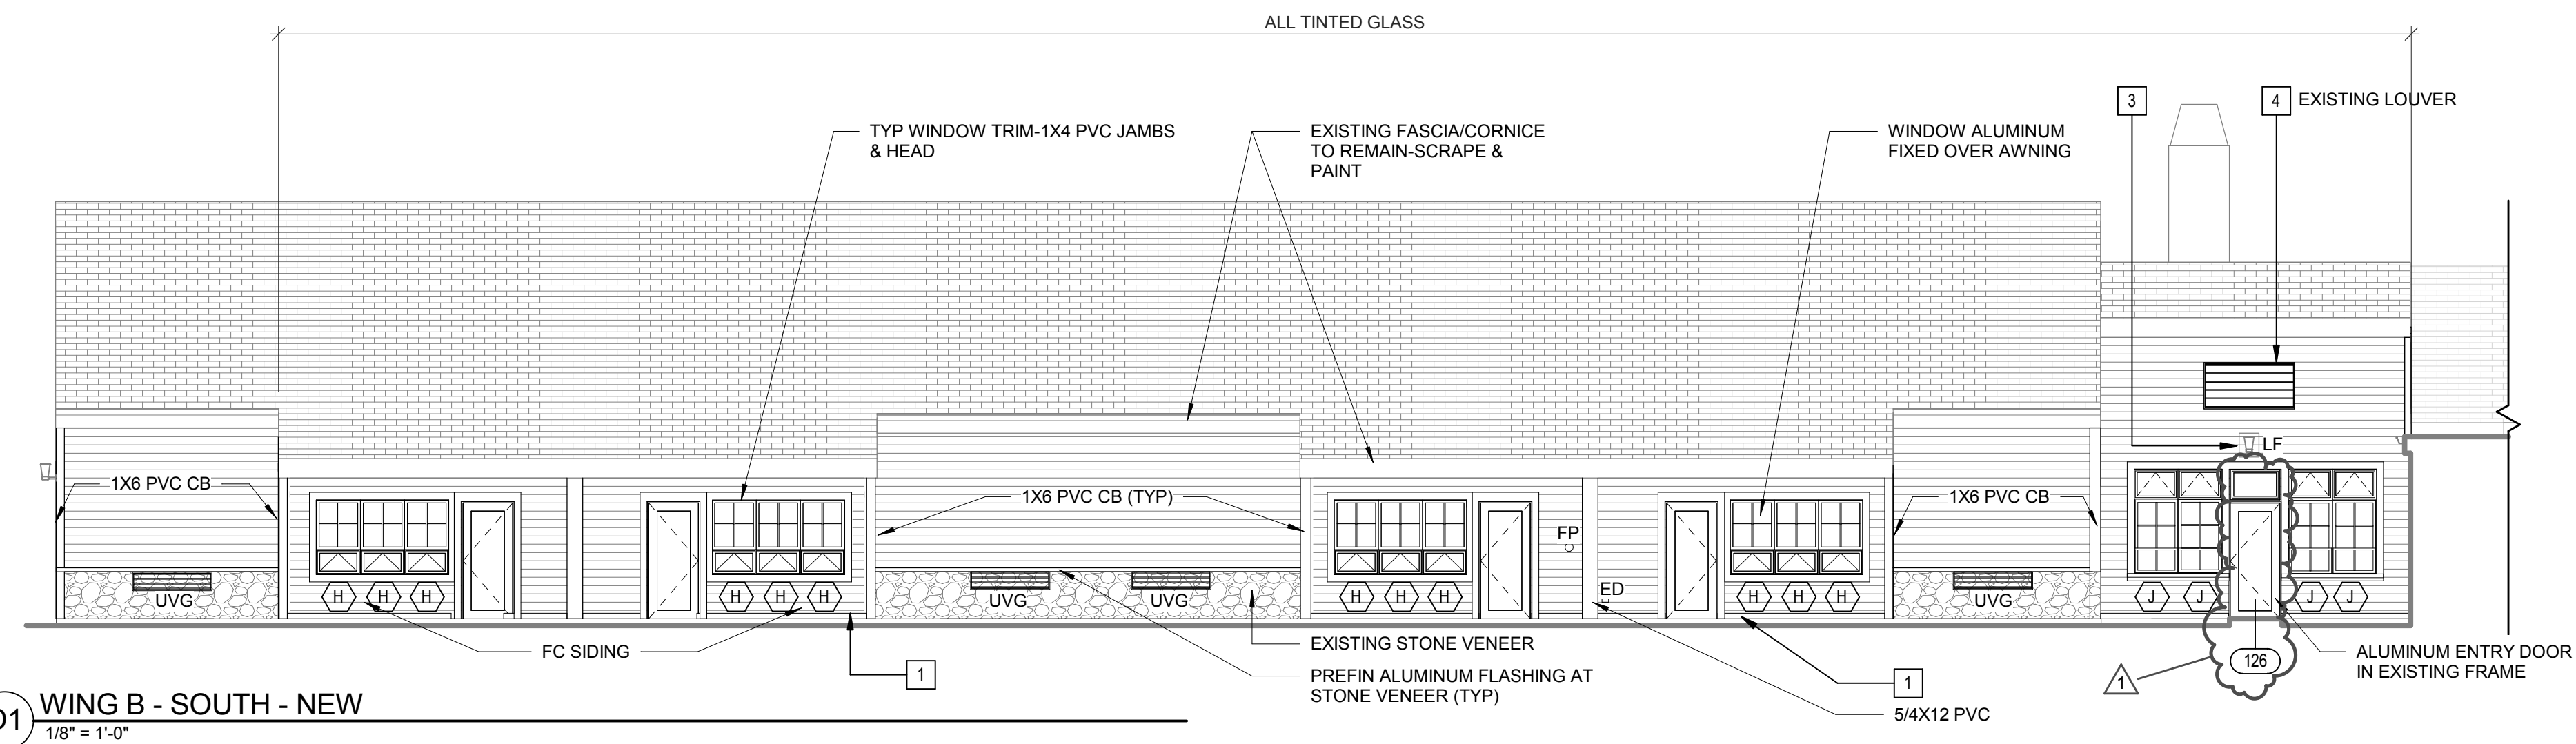 ALL TINTED GLASS
3
4 EXISTING LOUVER
TYP WINDOW TRIM-1X4 PVC JAMBS
& HEAD
EXISTING FASCIA/CORNICE
TO REMAIN-SCRAPE &
PAINT
WINDOW ALUMINUM
FIXED OVER AWNING
LF
1X6 PVC CB
1X6 PVC CB (TYP)
1X6 PVC CB
FP
ED
UVG
H H H
H H H
UVG
UVG
H H H
H H H
UVG
J J
J J
FC SIDING
1
EXISTING STONE VENEER
PREFIN ALUMINUM FLASHING AT
STONE VENEER (TYP)
1
5/4X12 PVC
1
126
ALUMINUM ENTRY DOOR
IN EXISTING FRAME
WING B - SOUTH - NEW
1/8" = 1'-0"